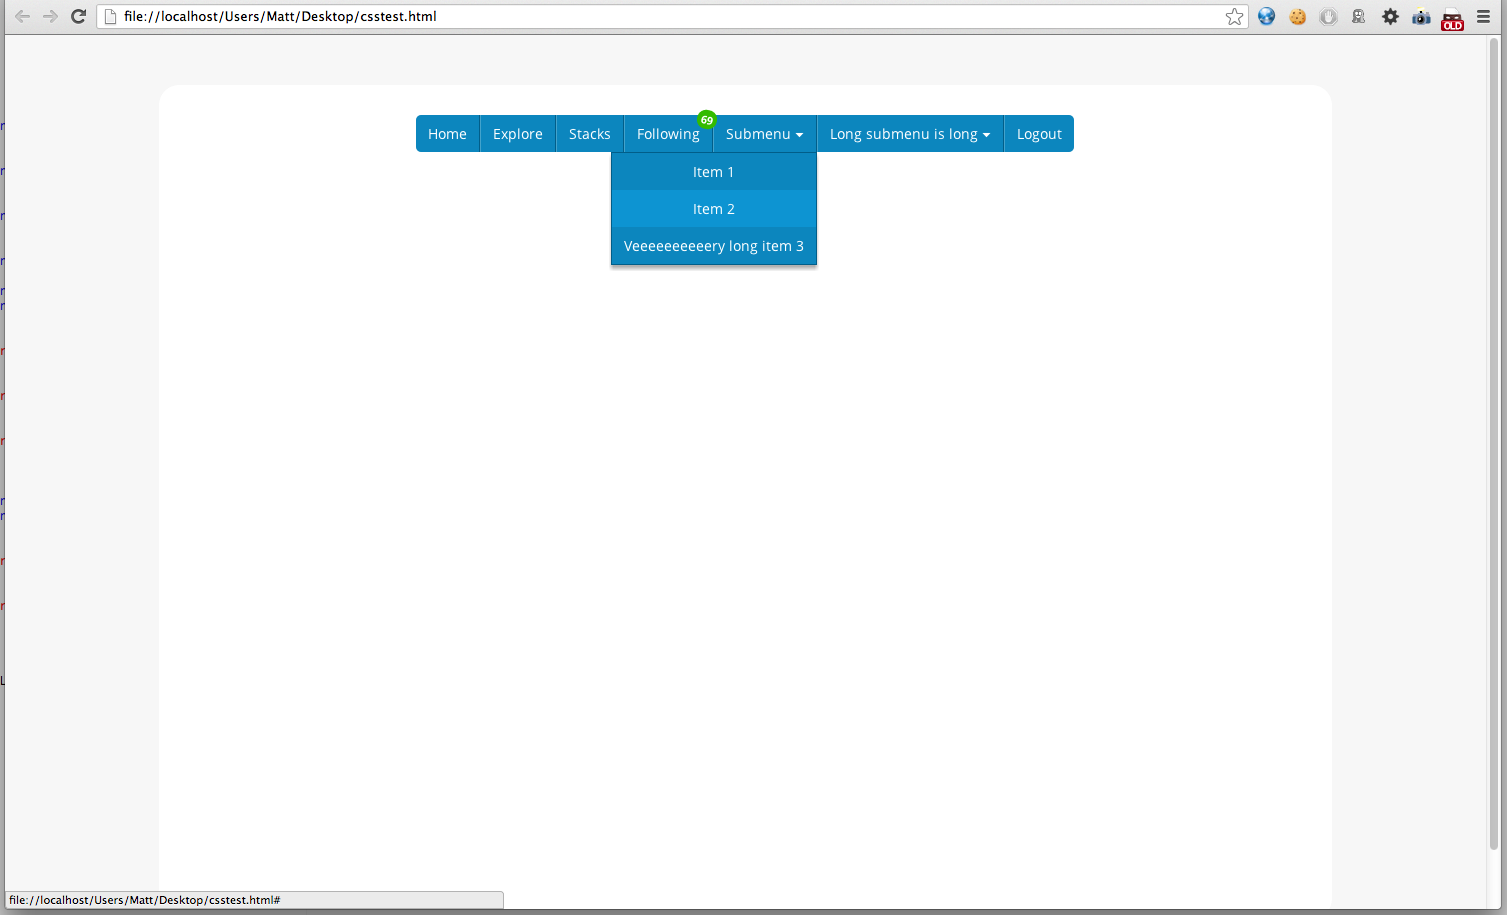 file://localhost/Users/Matt/Desktop/csstest.html
OLD
69
Home Explore Stacks Following Submenu Long submenu is long Logout
Item 1
Item 2
Veeeeeeeeeery long item 3
file://localhost/Users/Matt/Desktop/csstest.html#